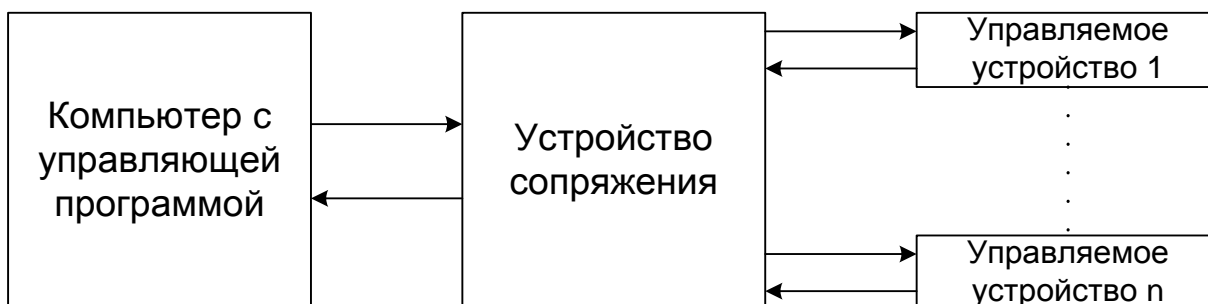 Компьютер с
управляющей
программой
Устройство
сопряжения
Управляемое
устройство 1
Управляемое
устройство n